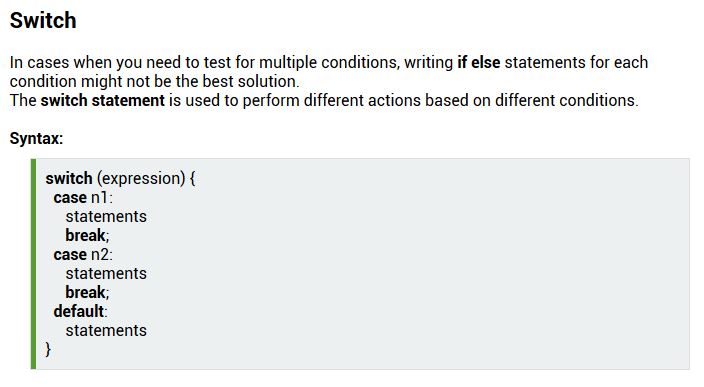 Switch
In cases when you need to test for multiple conditions, writing if else statements for each
condition might not be the best solution.
The switch statement is used to perform different actions based on different conditions.
Syntax:
switch (expression) {
case n1:
statements
break;
case n2:
statements
break;
default:
statements
}